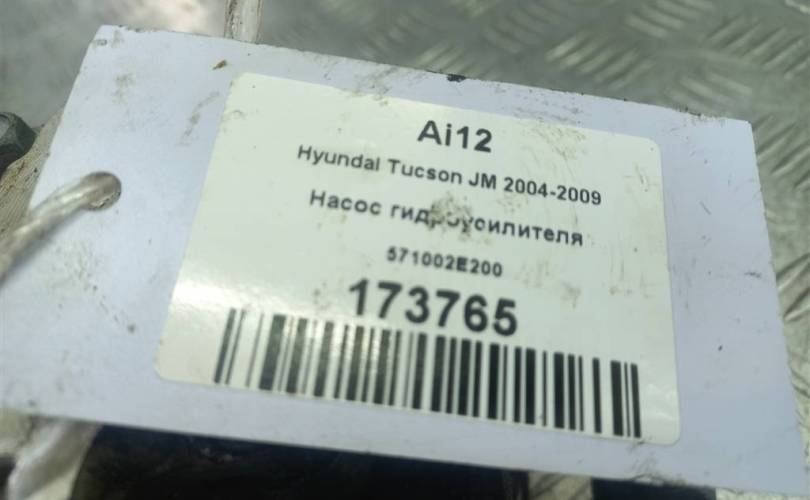 Ai12
Hyundai Tucson JM 2004-2009
Насос гидроусилителя
571002E200
173765